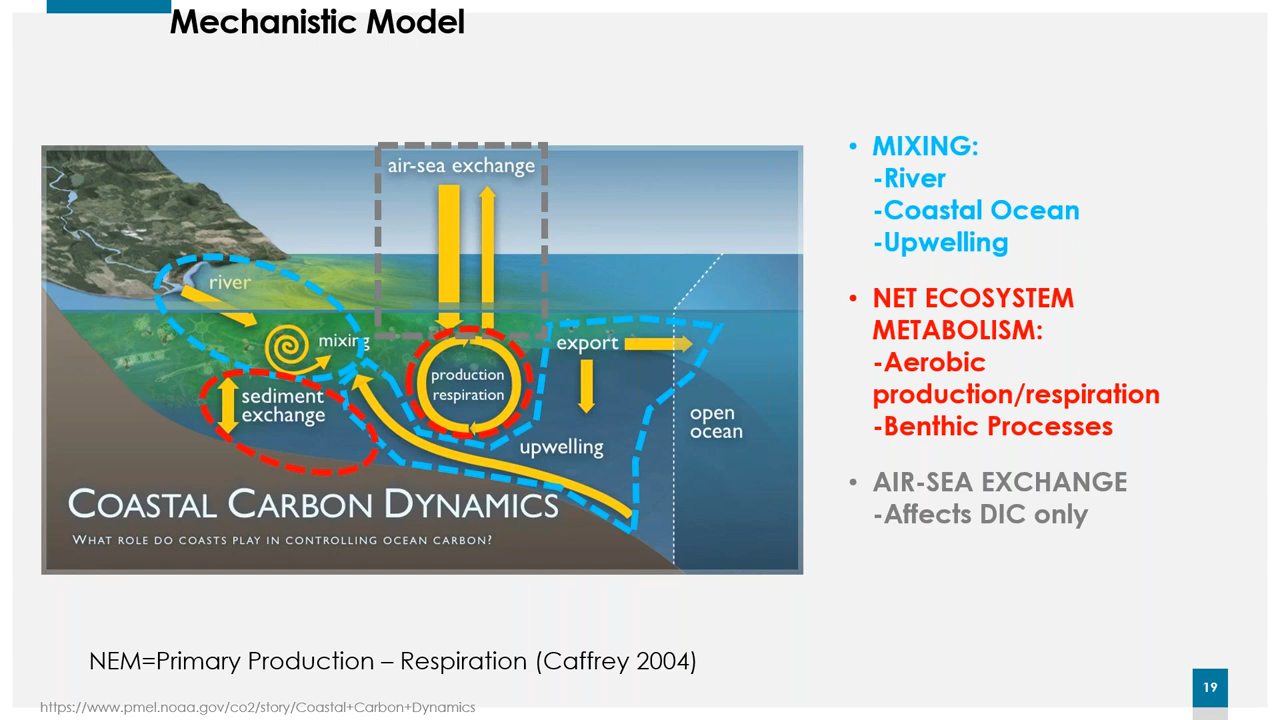 Mechanistic Model
air-sea exchange
river
mixing
export
production
respiration
sediment
exchange
open
ocean
upwelling
COASTAL CARBON DYNAMICS
WHAT ROLE DO COASTS PLAY IN CONTROLLING OCEAN CARBON?
• MIXING:
-River
-Coastal Ocean
-Upwelling
• NET ECOSYSTEM
METABOLISM:
-Aerobic
production/respiration
-Benthic Processes
• AIR-SEA EXCHANGE
-Affects DIC only
NEM=Primary Production – Respiration (Caffrey 2004)
19
https://www.pmel.noaa.gov/co2/story/Coastal+Carbon+Dynamics